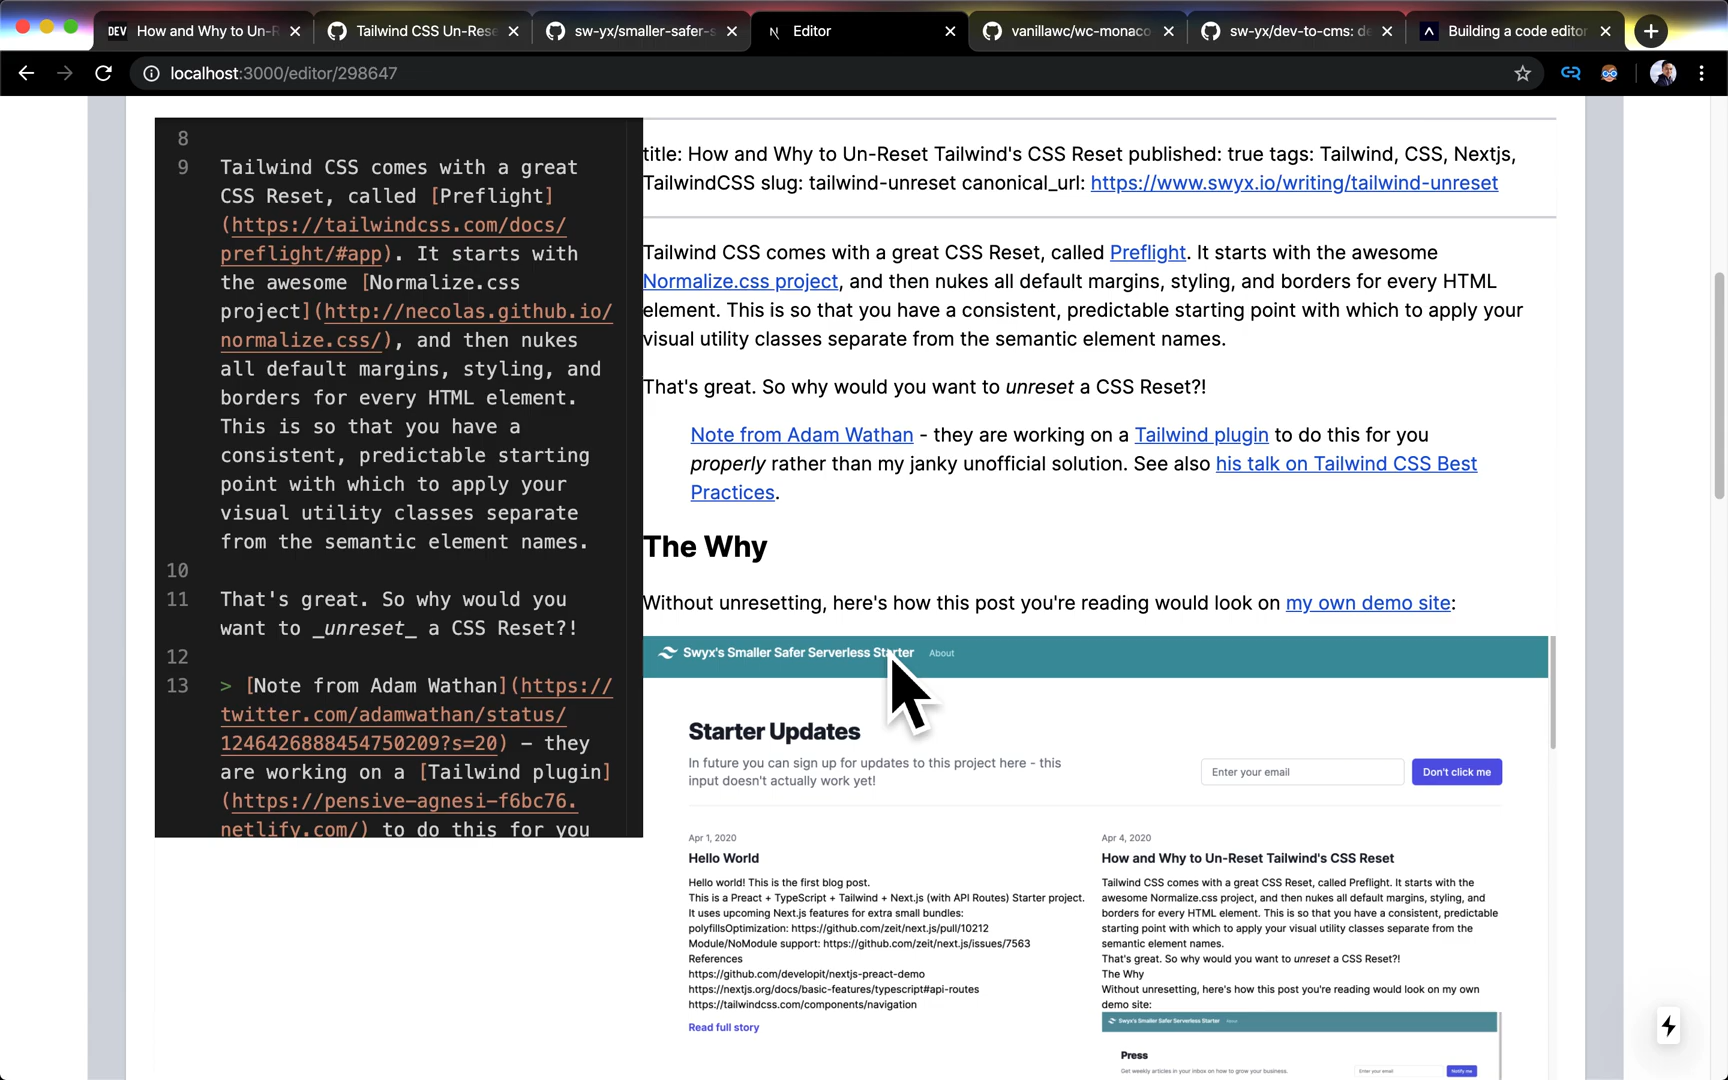 DEV How and Why to Un-R
Tailwind CSS Un-Rese
sw-yx/smaller-safer-s
N Editor
vanillawc/wc-monaco
sw-yx/dev-to-cms: de
Building a code editor
localhost:3000/editor/298647
8
9 Tailwind CSS comes with a great
CSS Reset, called [Preflight]
(https://tailwindcss.com/docs/
preflight/#app). It starts with
the awesome [Normalize.css
project](http://necolas.github.io/
normalize.css/), and then nukes
all default margins, styling, and
borders for every HTML element.
This is so that you have a
consistent, predictable starting
point with which to apply your
visual utility classes separate
from the semantic element names.
10
11 That's great. So why would you
want to _unreset_ a CSS Reset?!
12
13 > [Note from Adam Wathan](https://
twitter.com/adamwathan/status/
1246426888454750209?s=20) - they
are working on a [Tailwind plugin]
(https://pensive-agnesi-f6bc76.
netlify.com/) to do this for you
title: How and Why to Un-Reset Tailwind's CSS Reset published: true tags: Tailwind, CSS, Nextjs,
TailwindCSS slug: tailwind-unreset canonical_url: https://www.swyx.io/writing/tailwind-unreset
Tailwind CSS comes with a great CSS Reset, called Preflight. It starts with the awesome
Normalize.css project, and then nukes all default margins, styling, and borders for every HTML
element. This is so that you have a consistent, predictable starting point with which to apply your
visual utility classes separate from the semantic element names.
That's great. So why would you want to unreset a CSS Reset?!
Note from Adam Wathan - they are working on a Tailwind plugin to do this for you
properly rather than my janky unofficial solution. See also his talk on Tailwind CSS Best
Practices.
The Why
Without unresetting, here's how this post you're reading would look on my own demo site:
Swyx's Smaller Safer Serverless Starter About
Starter Updates
In future you can sign up for updates to this project here - this
input doesn't actually work yet!
Enter your email
Don't click me
Apr 1, 2020
Hello World
Hello world! This is the first blog post.
This is a Preact + TypeScript + Tailwind + Next.js (with API Routes) Starter project.
It uses upcoming Next.js features for extra small bundles:
polyfillsOptimization: https://github.com/zeit/next.js/pull/10212
Module/NoModule support: https://github.com/zeit/next.js/issues/7563
References
https://github.com/developit/nextjs-preact-demo
https://nextjs.org/docs/basic-features/typescript#api-routes
https://tailwindcss.com/components/navigation
Read full story
Apr 4, 2020
How and Why to Un-Reset Tailwind's CSS Reset
Tailwind CSS comes with a great CSS Reset, called Preflight. It starts with the
awesome Normalize.css project, and then nukes all default margins, styling, and
borders for every HTML element. This is so that you have a consistent, predictable
starting point with which to apply your visual utility classes separate from the
semantic element names.
That's great. So why would you want to unreset a CSS Reset?!
The Why
Without unresetting, here's how this post you're reading would look on my own
demo site:
Swyx's Smaller Safer Serverless Starter About
Press
Get weekly articles in your inbox on how to grow your business.
Enter your email
Notify me